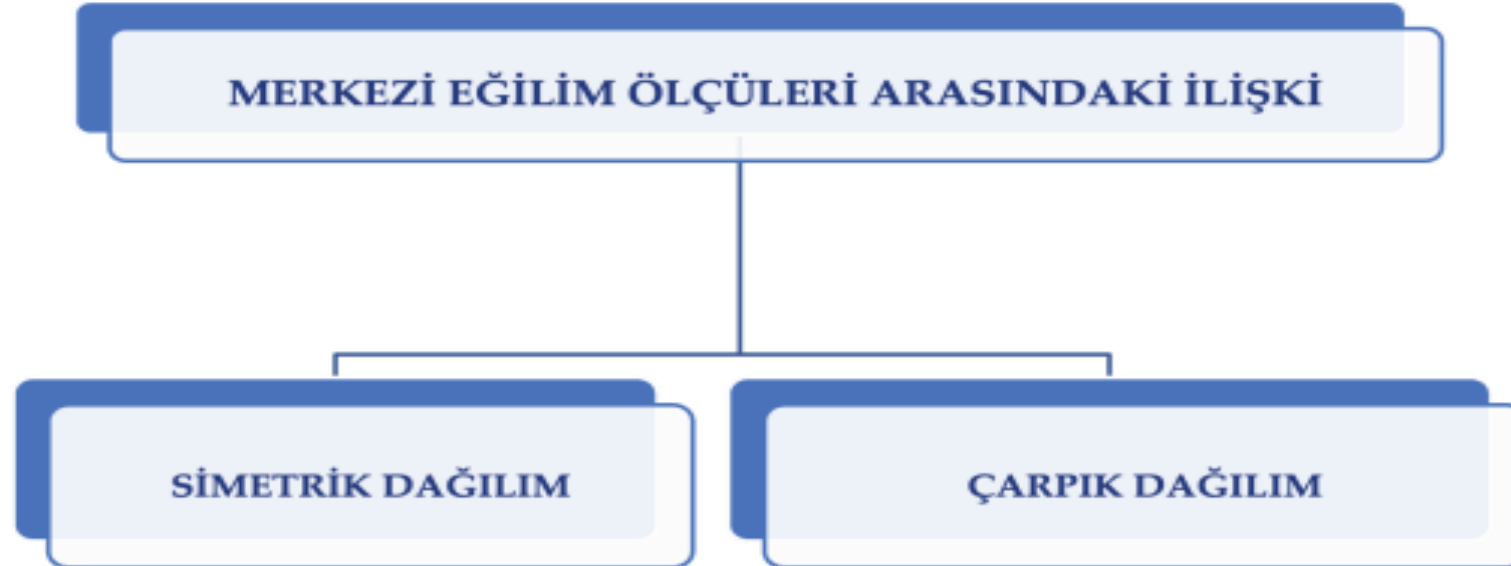 MERKEZİ EĞİLİM ÖLÇÜLERİ ARASINDAKİ İLİŞKİ
SİMETRİK DAĞILIM
ÇARPIK DAĞILIM